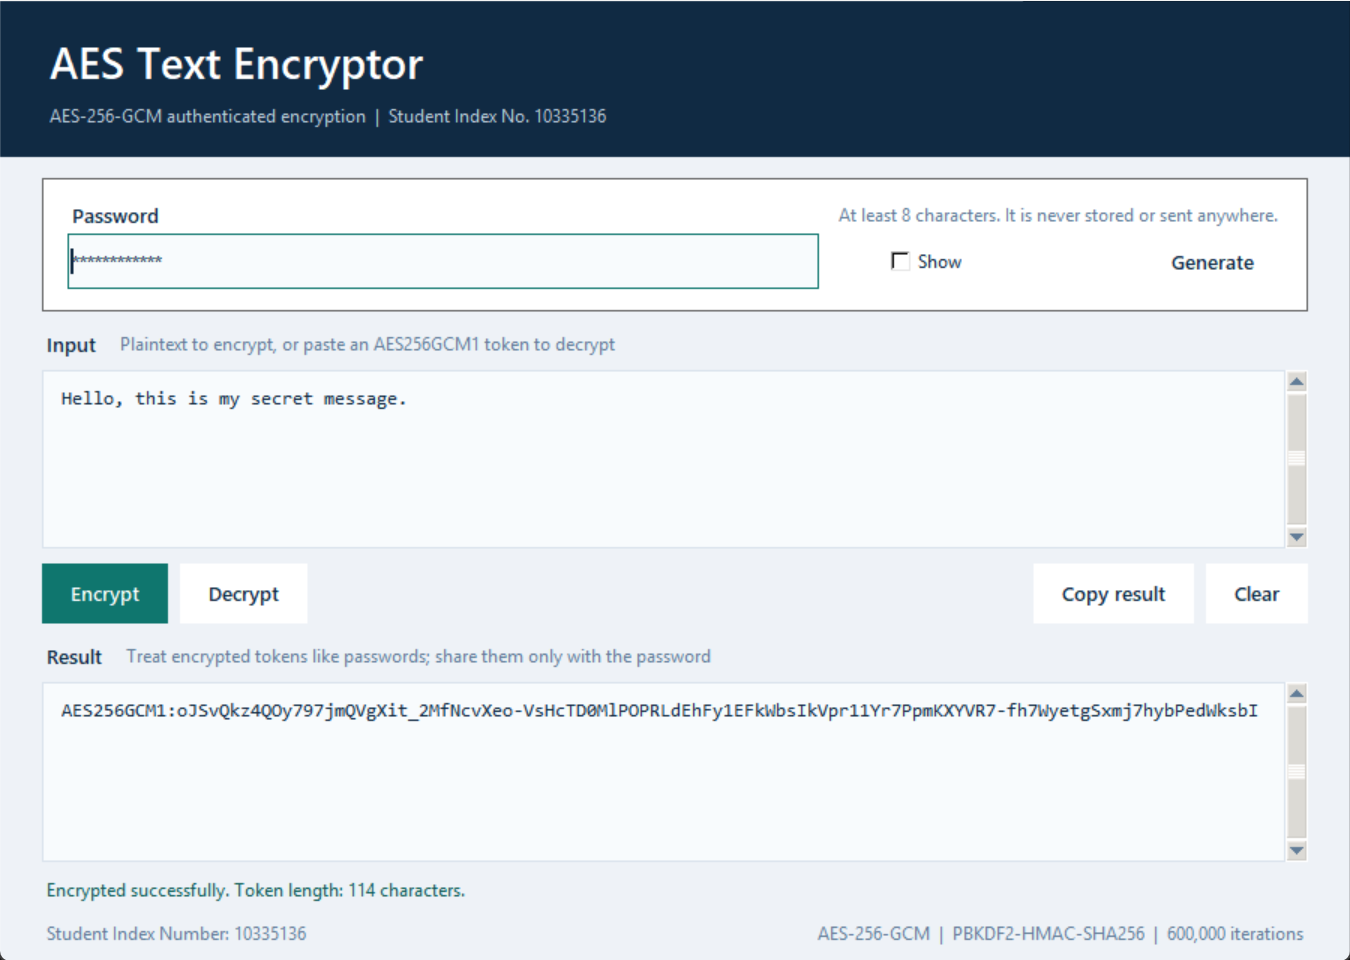 AES Text Encryptor
AES-256-GCM authenticated encryption | Student Index No. 10335136
Password
At least 8 characters. It is never stored or sent anywhere.
************
Show
Generate
Input Plaintext to encrypt, or paste an AES256GCM1 token to decrypt
Hello, this is my secret message.
Encrypt
Decrypt
Copy result
Clear
Result Treat encrypted tokens like passwords; share them only with the password
AES256GCM1:oJSvQkz4QOy797jmQVgXit_2MfNcvXeo-VsHcTD0MlPOPRLdEhFy1EFkWbsIkVpr11Yr7PpmKXYVR7-fh7WyetgSxmj7hybPedWksbI
Encrypted successfully. Token length: 114 characters.
Student Index Number: 10335136
AES-256-GCM | PBKDF2-HMAC-SHA256 | 600,000 iterations